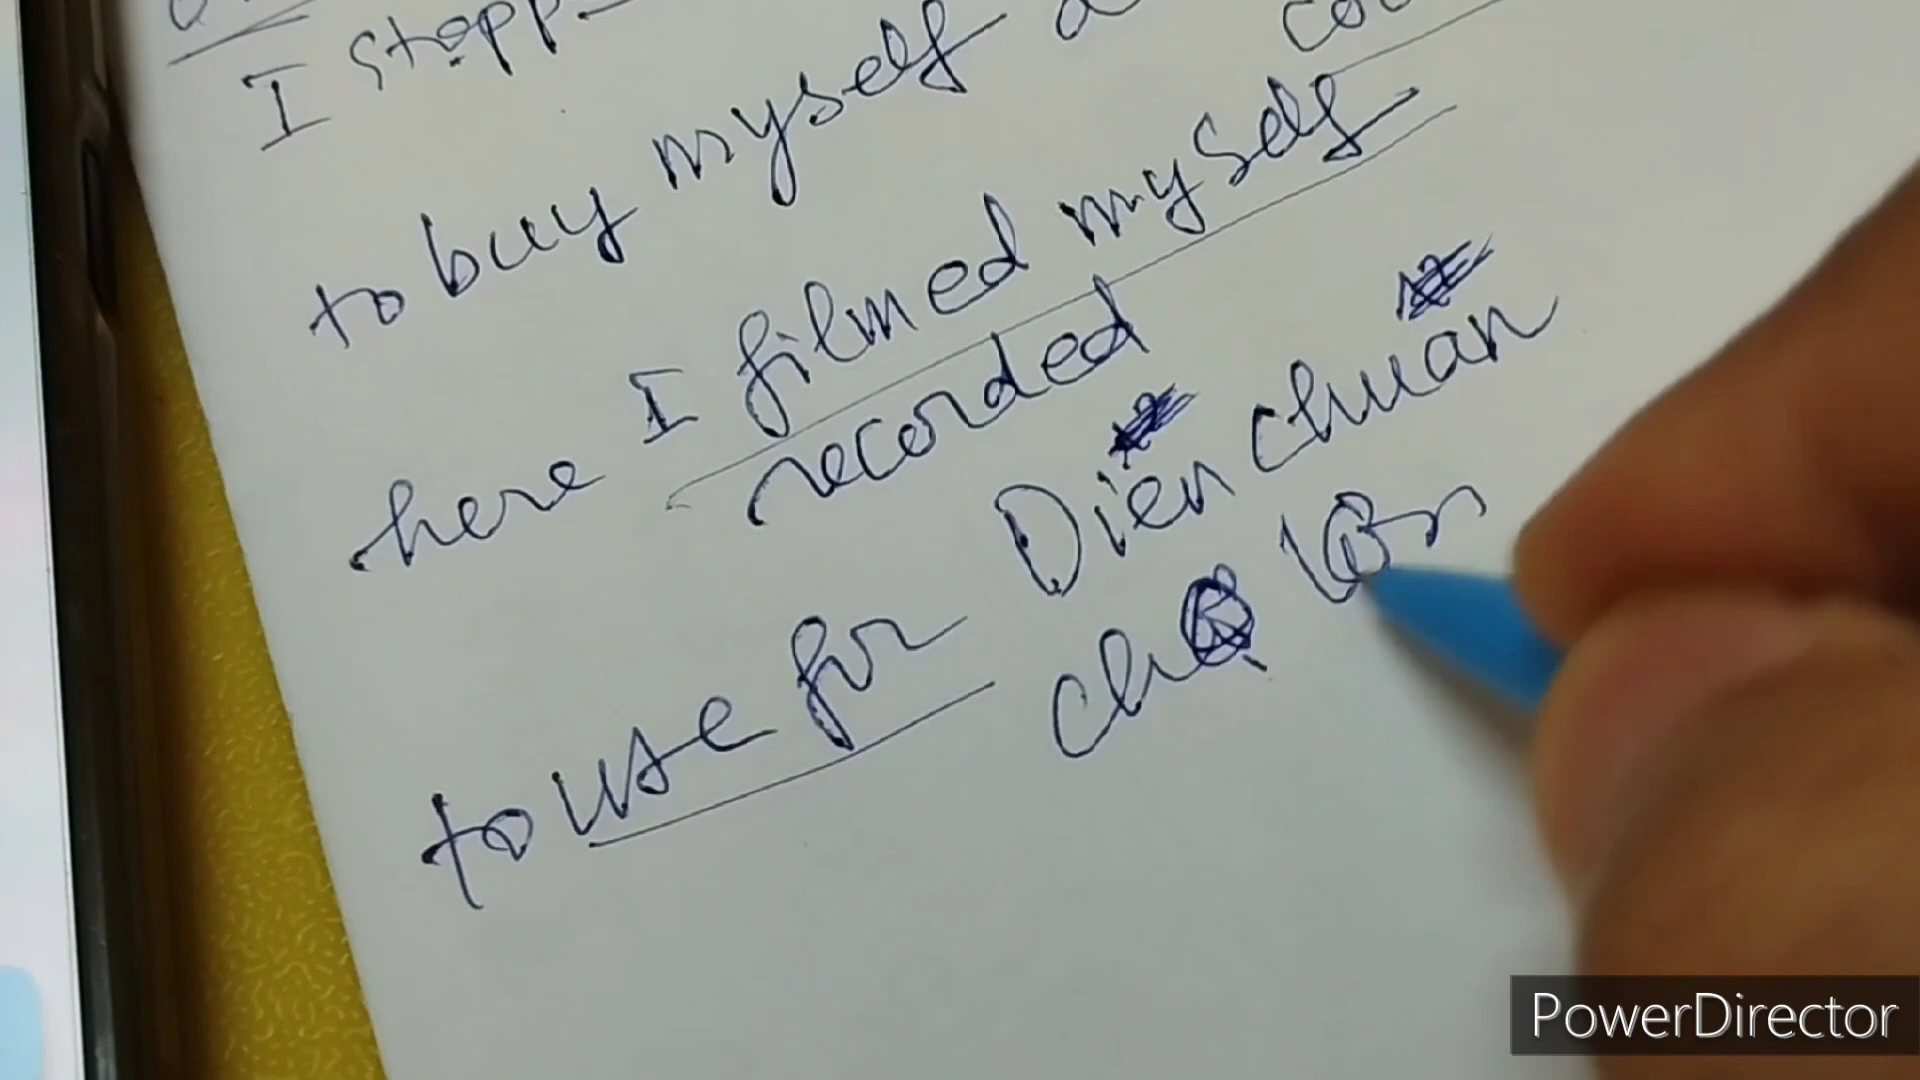 I stopp
to buy myself a
here I filmed myself
recorded
to use for Dien chuan
PowerDirector